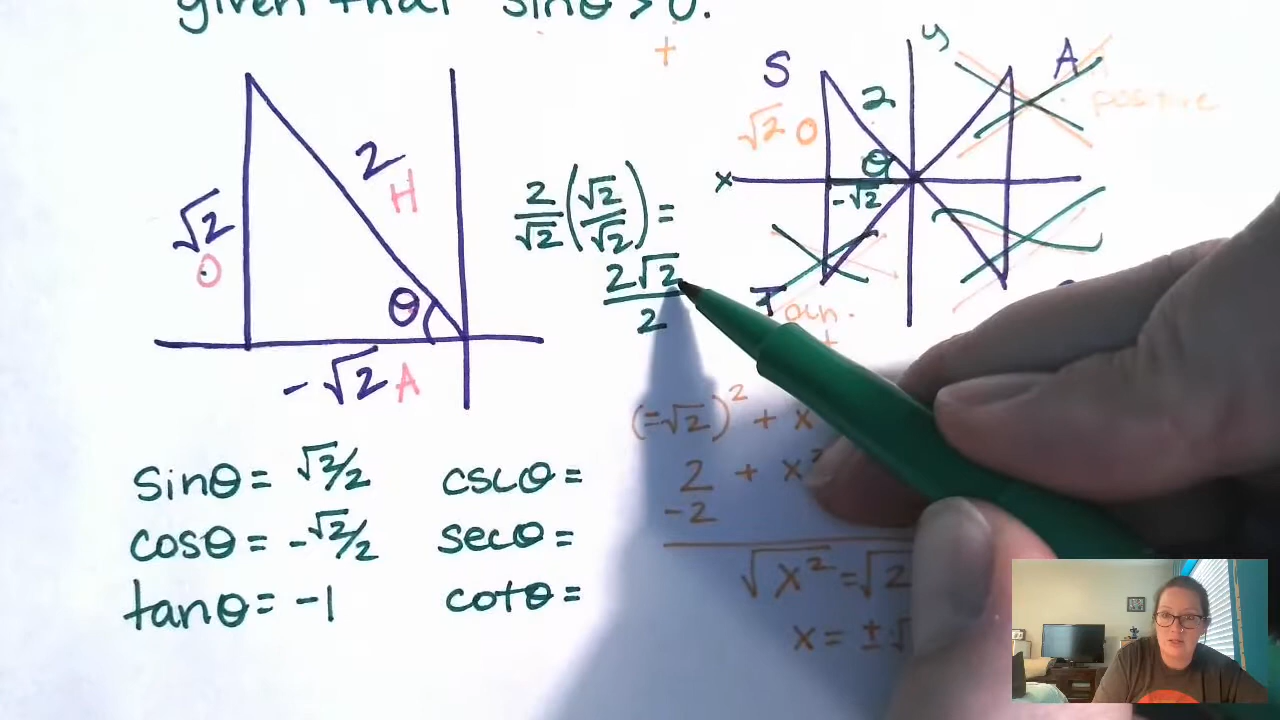 given that sinθ > 0.
+
√2
O
2
H
θ
-√2 A
2/√2 (√2/√2) =
2√2/2
y
S
A
√2 O
2
positive
θ
x
-√2
T
+
(-√2)² + x
2 + x²
-2
√x² = √2
x = ±√
sinθ = √2/2
cscθ =
cosθ = -√2/2
secθ =
tanθ = -1
cotθ =